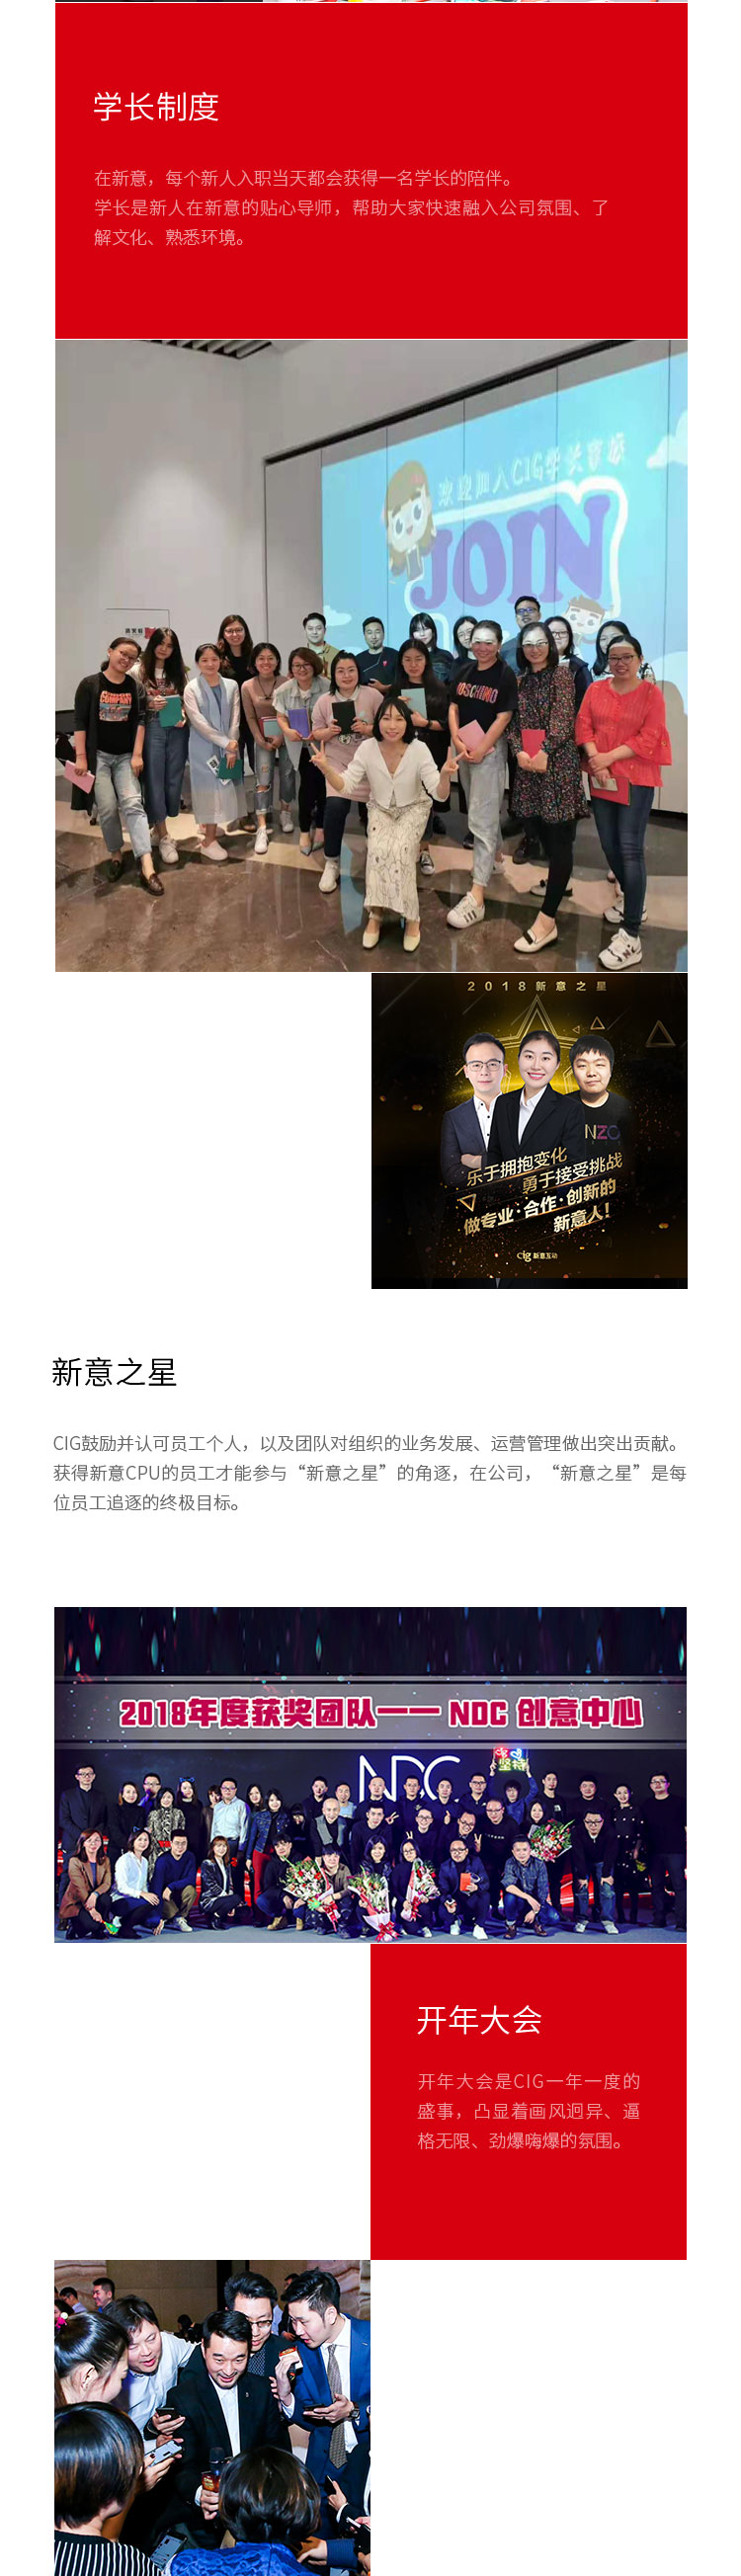 学长制度
在新意，每个新人入职当天都会获得一名学长的陪伴。
学长是新人在新意的贴心导师，帮助大家快速融入公司氛围、了
解文化、熟悉环境。
欢迎加入CIG学长家族
JOIN
COMPANY
2018新意之星
NZC
乐于拥抱变化
勇于接受挑战
做专业·合作·创新的
新意人！
cig 新意互动
新意之星
CIG鼓励并认可员工个人，以及团队对组织的业务发展、运营管理做出突出贡献。
获得新意CPU的员工才能参与“新意之星”的角逐，在公司，“新意之星”是每
位员工追逐的终极目标。
2018年度获奖团队—— NDC 创意中心
NDC
坚持
开年大会
开年大会是CIG一年一度的
盛事，凸显着画风迥异、逼
格无限、劲爆嗨爆的氛围。